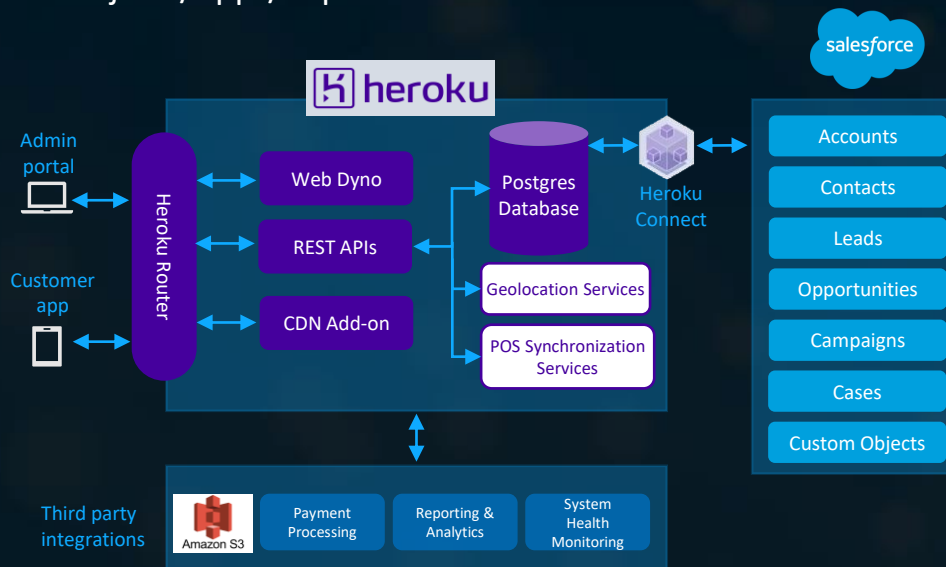 salesforce
heroku
Admin
portal
Customer
app
Heroku Router
Web Dyno
REST APIs
CDN Add-on
Postgres
Database
Geolocation Services
POS Synchronization
Services
Heroku
Connect
Accounts
Contacts
Leads
Opportunities
Campaigns
Cases
Custom Objects
Third party
integrations
Amazon S3
Payment
Processing
Reporting &
Analytics
System
Health
Monitoring